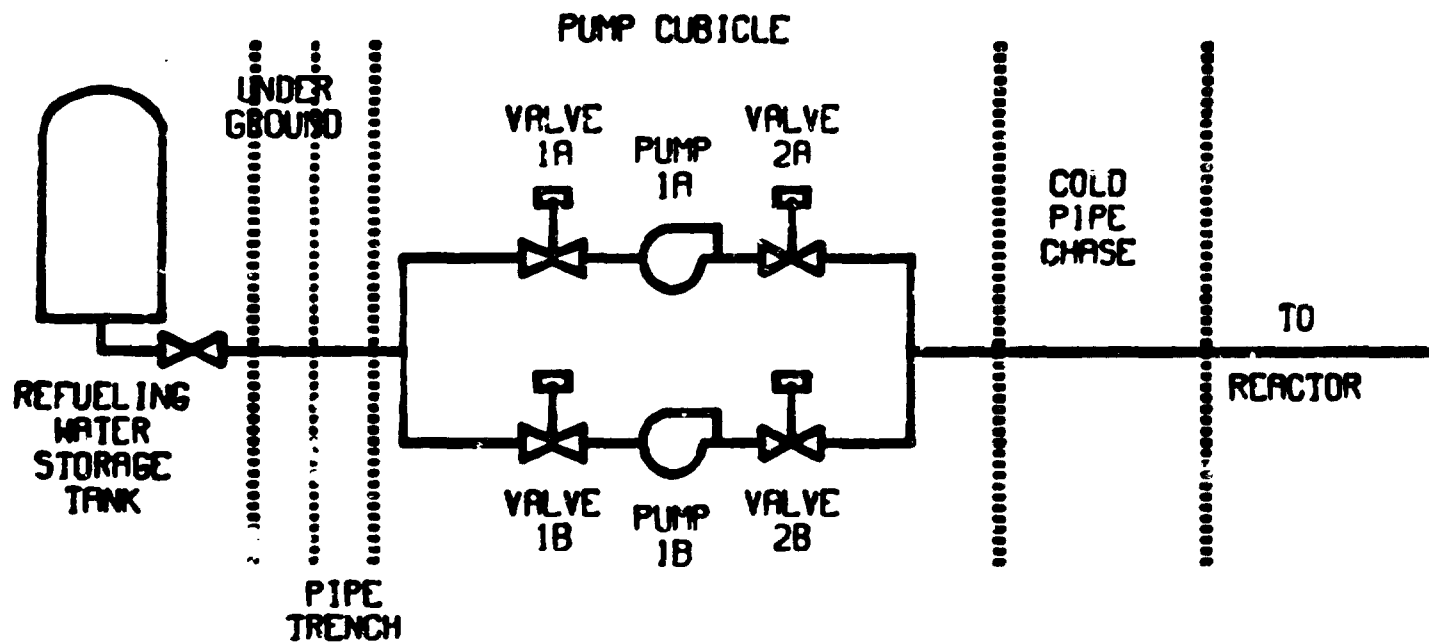 PUMP CUBICLE
UNDER
GROUND
VALVE
1A
PUMP
1A
VALVE
2A
COLD
PIPE
CHASE
TO
REACTOR
REFUELING
WATER
STORAGE
TANK
VALVE
1B
PUMP
1B
VALVE
2B
PIPE
TRENCH